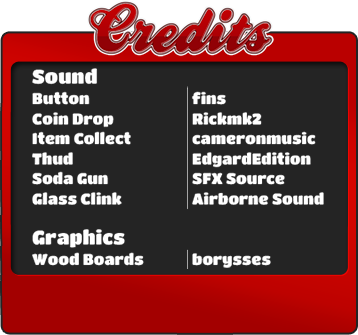 Credits
Sound
Button fins
Coin Drop Rickmk2
Item Collect cameronmusic
Thud EdgardEdition
Soda Gun SFX Source
Glass Clink Airborne Sound
Graphics
Wood Boards borysses